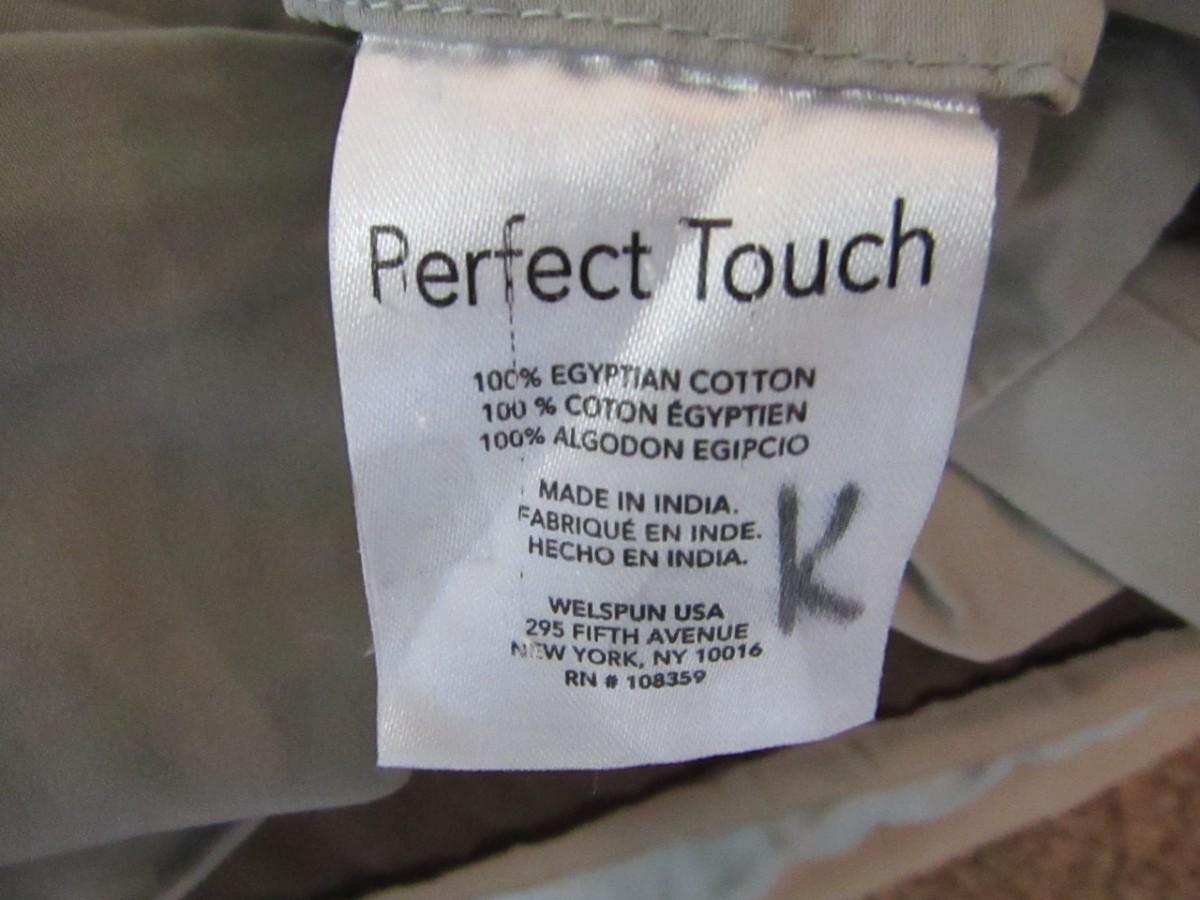 Perfect Touch
100% EGYPTIAN COTTON
100 % COTON ÉGYPTIEN
100% ALGODON EGIPCIO
MADE IN INDIA.
FABRIQUÉ EN INDE.
HECHO EN INDIA.
K
WELSPUN USA
295 FIFTH AVENUE
NEW YORK, NY 10016
RN # 108359